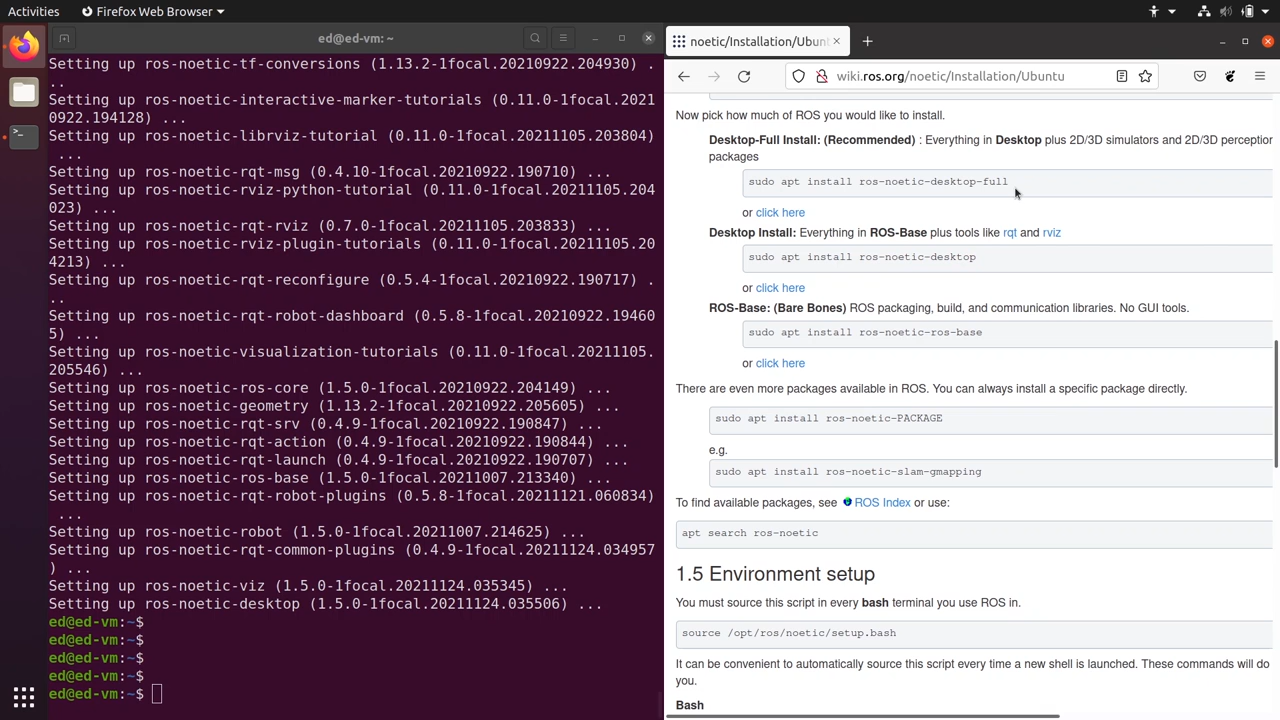 Activities
Firefox Web Browser
ed@ed-vm: ~
Setting up ros-noetic-tf-conversions (1.13.2-1focal.20210922.204930) .
..
Setting up ros-noetic-interactive-marker-tutorials (0.11.0-1focal.2021
0922.194128) ...
Setting up ros-noetic-librviz-tutorial (0.11.0-1focal.20211105.203804)
...
Setting up ros-noetic-rqt-msg (0.4.10-1focal.20210922.190710) ...
Setting up ros-noetic-rviz-python-tutorial (0.11.0-1focal.20211105.204
023) ...
Setting up ros-noetic-rqt-rviz (0.7.0-1focal.20211105.203833) ...
Setting up ros-noetic-rviz-plugin-tutorials (0.11.0-1focal.20211105.20
4213) ...
Setting up ros-noetic-rqt-reconfigure (0.5.4-1focal.20210922.190717) .
..
Setting up ros-noetic-rqt-robot-dashboard (0.5.8-1focal.20210922.19460
5) ...
Setting up ros-noetic-visualization-tutorials (0.11.0-1focal.20211105.
205546) ...
Setting up ros-noetic-ros-core (1.5.0-1focal.20210922.204149) ...
Setting up ros-noetic-geometry (1.13.2-1focal.20210922.205605) ...
Setting up ros-noetic-rqt-srv (0.4.9-1focal.20210922.190847) ...
Setting up ros-noetic-rqt-action (0.4.9-1focal.20210922.190844) ...
Setting up ros-noetic-rqt-launch (0.4.9-1focal.20210922.190707) ...
Setting up ros-noetic-ros-base (1.5.0-1focal.20211007.213340) ...
Setting up ros-noetic-rqt-robot-plugins (0.5.8-1focal.20211121.060834)
...
Setting up ros-noetic-robot (1.5.0-1focal.20211007.214625) ...
Setting up ros-noetic-rqt-common-plugins (0.4.9-1focal.20211124.034957
) ...
Setting up ros-noetic-viz (1.5.0-1focal.20211124.035345) ...
Setting up ros-noetic-desktop (1.5.0-1focal.20211124.035506) ...
ed@ed-vm:~$
ed@ed-vm:~$
ed@ed-vm:~$
ed@ed-vm:~$
ed@ed-vm:~$
noetic/Installation/Ubunt
wiki.ros.org/noetic/Installation/Ubuntu
Now pick how much of ROS you would like to install.
Desktop-Full Install: (Recommended) : Everything in Desktop plus 2D/3D simulators and 2D/3D perception
packages
sudo apt install ros-noetic-desktop-full
or click here
Desktop Install: Everything in ROS-Base plus tools like rqt and rviz
sudo apt install ros-noetic-desktop
or click here
ROS-Base: (Bare Bones) ROS packaging, build, and communication libraries. No GUI tools.
sudo apt install ros-noetic-ros-base
or click here
There are even more packages available in ROS. You can always install a specific package directly.
sudo apt install ros-noetic-PACKAGE
e.g.
sudo apt install ros-noetic-slam-gmapping
To find available packages, see ROS Index or use:
apt search ros-noetic
1.5 Environment setup
You must source this script in every bash terminal you use ROS in.
source /opt/ros/noetic/setup.bash
It can be convenient to automatically source this script every time a new shell is launched. These commands will do
you.
Bash